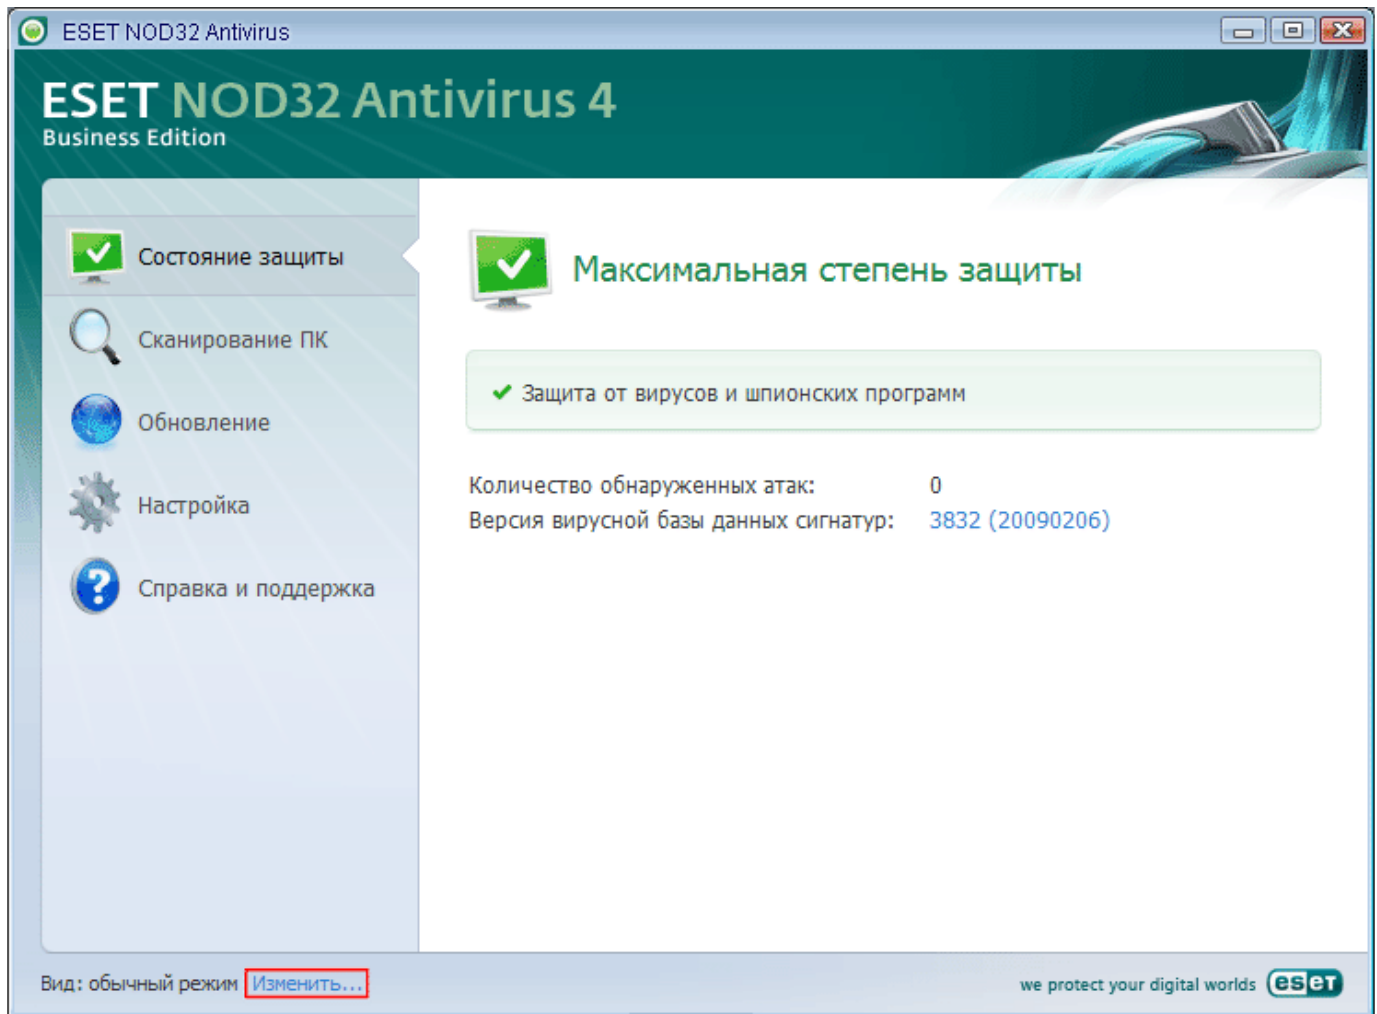 ESET NOD32 Antivirus
ESET NOD32 Antivirus 4
Business Edition
Состояние защиты
Сканирование ПК
Обновление
Настройка
Справка и поддержка
Максимальная степень защиты
Защита от вирусов и шпионских программ
Количество обнаруженных атак: 0
Версия вирусной базы данных сигнатур: 3832 (20090206)
Вид: обычный режим Изменить...
we protect your digital worlds eseT